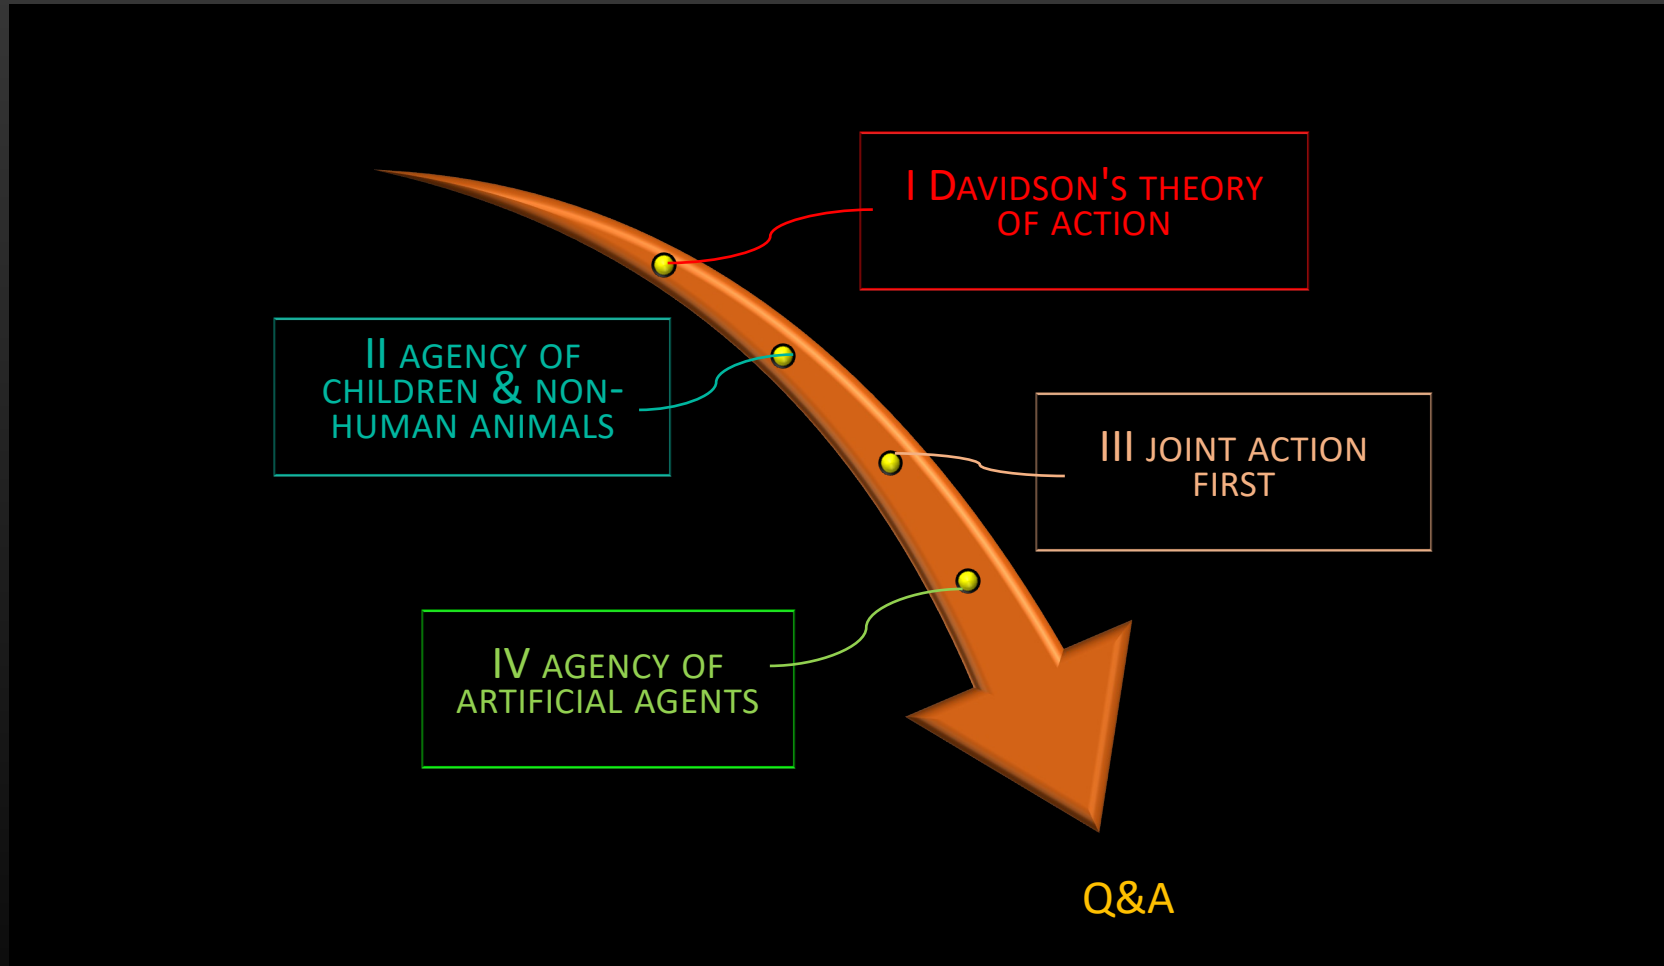 I DAVIDSON'S THEORY
OF ACTION
II AGENCY OF
CHILDREN & NON-
HUMAN ANIMALS
III JOINT ACTION
FIRST
IV AGENCY OF
ARTIFICIAL AGENTS
Q&A